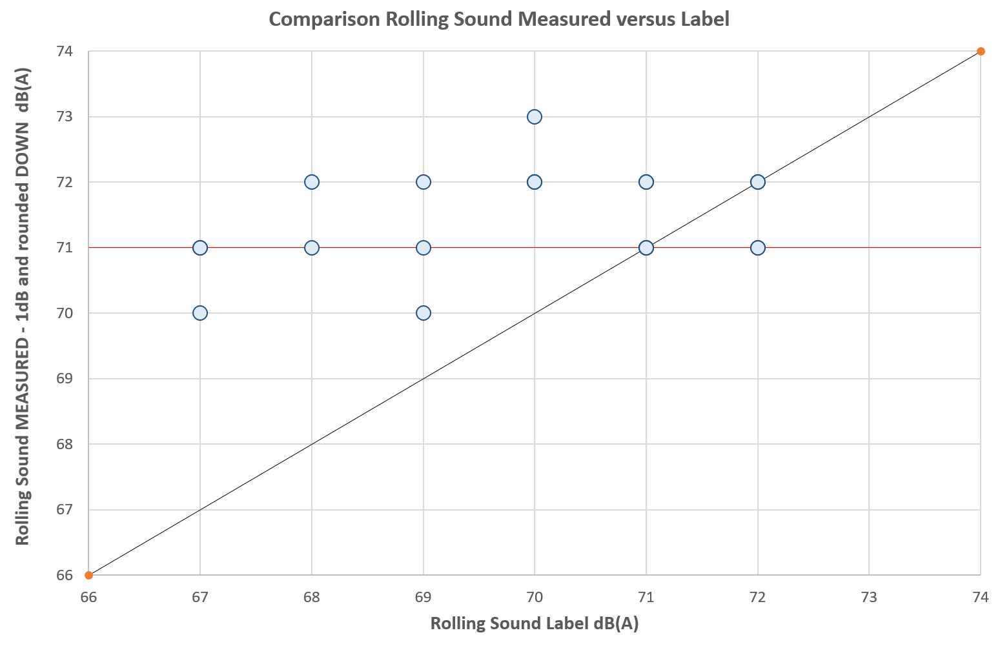 Comparison Rolling Sound Measured versus Label
Rolling Sound MEASURED - 1dB and rounded DOWN  dB(A)
74
73
72
71
70
69
68
67
66
66 67 68 69 70 71 72 73 74
Rolling Sound Label dB(A)